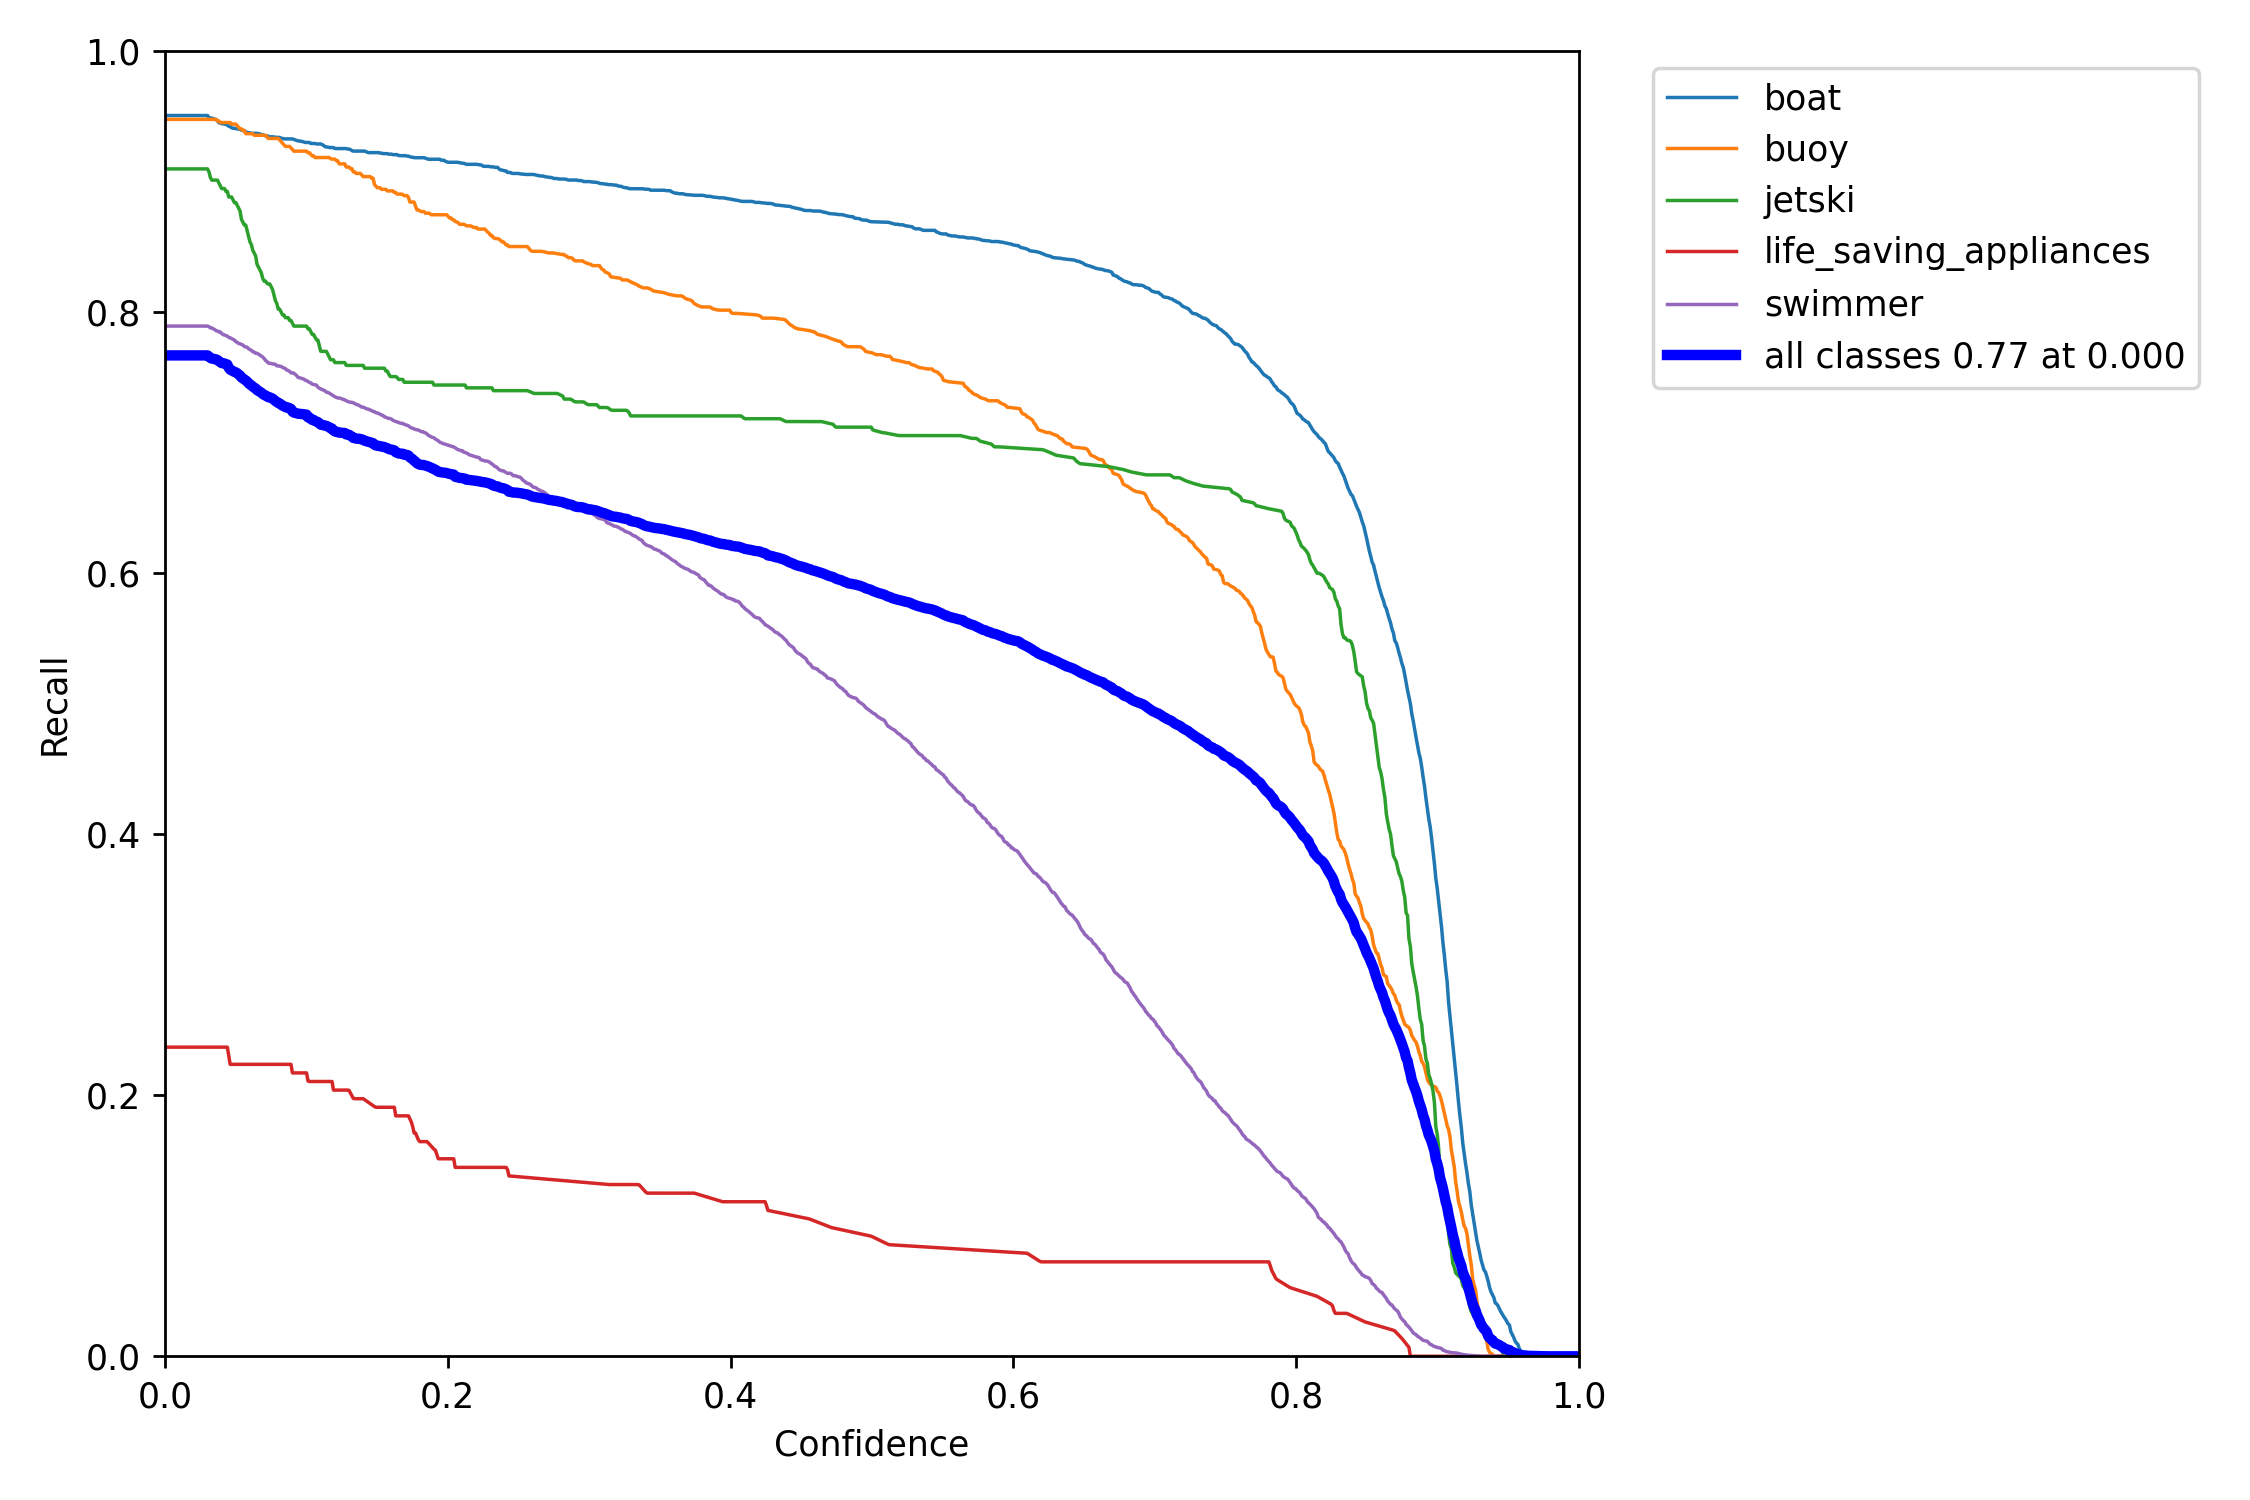 1.0
0.8
0.6
0.4
0.2
0.0
Recall
0.0 0.2 0.4 0.6 0.8 1.0
Confidence
boat
buoy
jetski
life_saving_appliances
swimmer
all classes 0.77 at 0.000